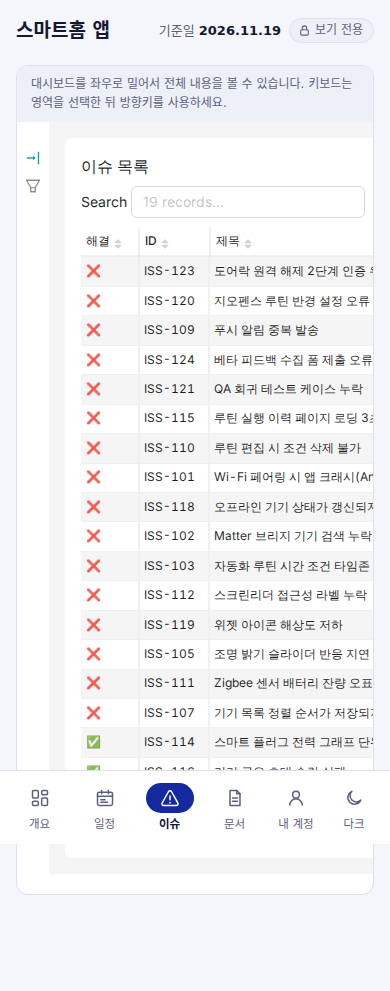 스마트홈 앱
기준일 2026.11.19 보기 전용
대시보드를 좌우로 밀어서 전체 내용을 볼 수 있습니다. 키보드는
영역을 선택한 뒤 방향키를 사용하세요.
이슈 목록
Search 19 records...
해결 ID 제목
ISS-123 도어락 원격 해제 2단계 인증
ISS-120 지오펜스 루틴 반경 설정 오류
ISS-109 푸시 알림 중복 발송
ISS-124 베타 피드백 수집 폼 제출 오류
ISS-121 QA 회귀 테스트 케이스 누락
ISS-115 루틴 실행 이력 페이지 로딩
ISS-110 루틴 편집 시 조건 삭제 불가
ISS-101 Wi-Fi 페어링 시 앱 크래시(An
ISS-118 오프라인 기기 상태가
ISS-102 Matter 브리지 기기 검색 누락
ISS-103 자동화 루틴 시간 조건 타임존
ISS-112 스크린리더 접근성 라벨 누락
ISS-119 위젯 아이콘 해상도 저하
ISS-105 조명 밝기 슬라이더 반응 지연
ISS-111 Zigbee 센서 배터리 잔량 오표
ISS-107 기기 목록 정렬 순서가
ISS-114 스마트 플러그 전력 그래프
개요 일정 이슈 문서 내 계정 다크